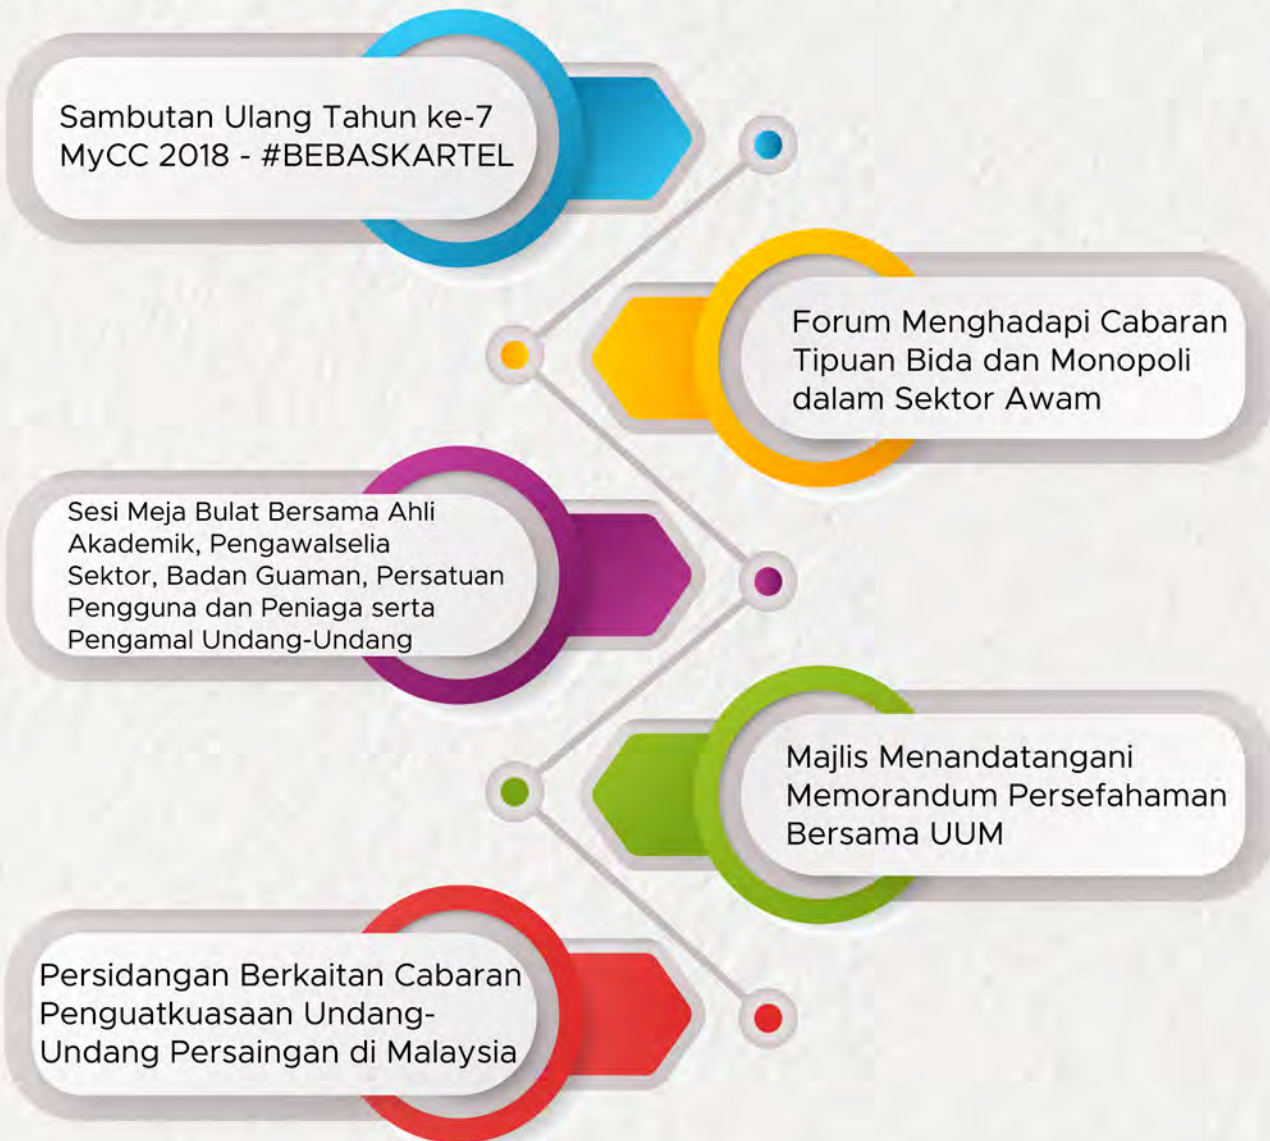 Sambutan Ulang Tahun ke-7
MyCC 2018 - #BEBASKARTEL
Forum Menghadapi Cabaran
Tipuan Bida dan Monopoli
dalam Sektor Awam
Sesi Meja Bulat Bersama Ahli
Akademik, Pengawalselia
Sektor, Badan Guaman, Persatuan
Pengguna dan Peniaga serta
Pengamal Undang-Undang
Majlis Menandatangani
Memorandum Persefahaman
Bersama UUM
Persidangan Berkaitan Cabaran
Penguatkuasaan Undang-
Undang Persaingan di Malaysia